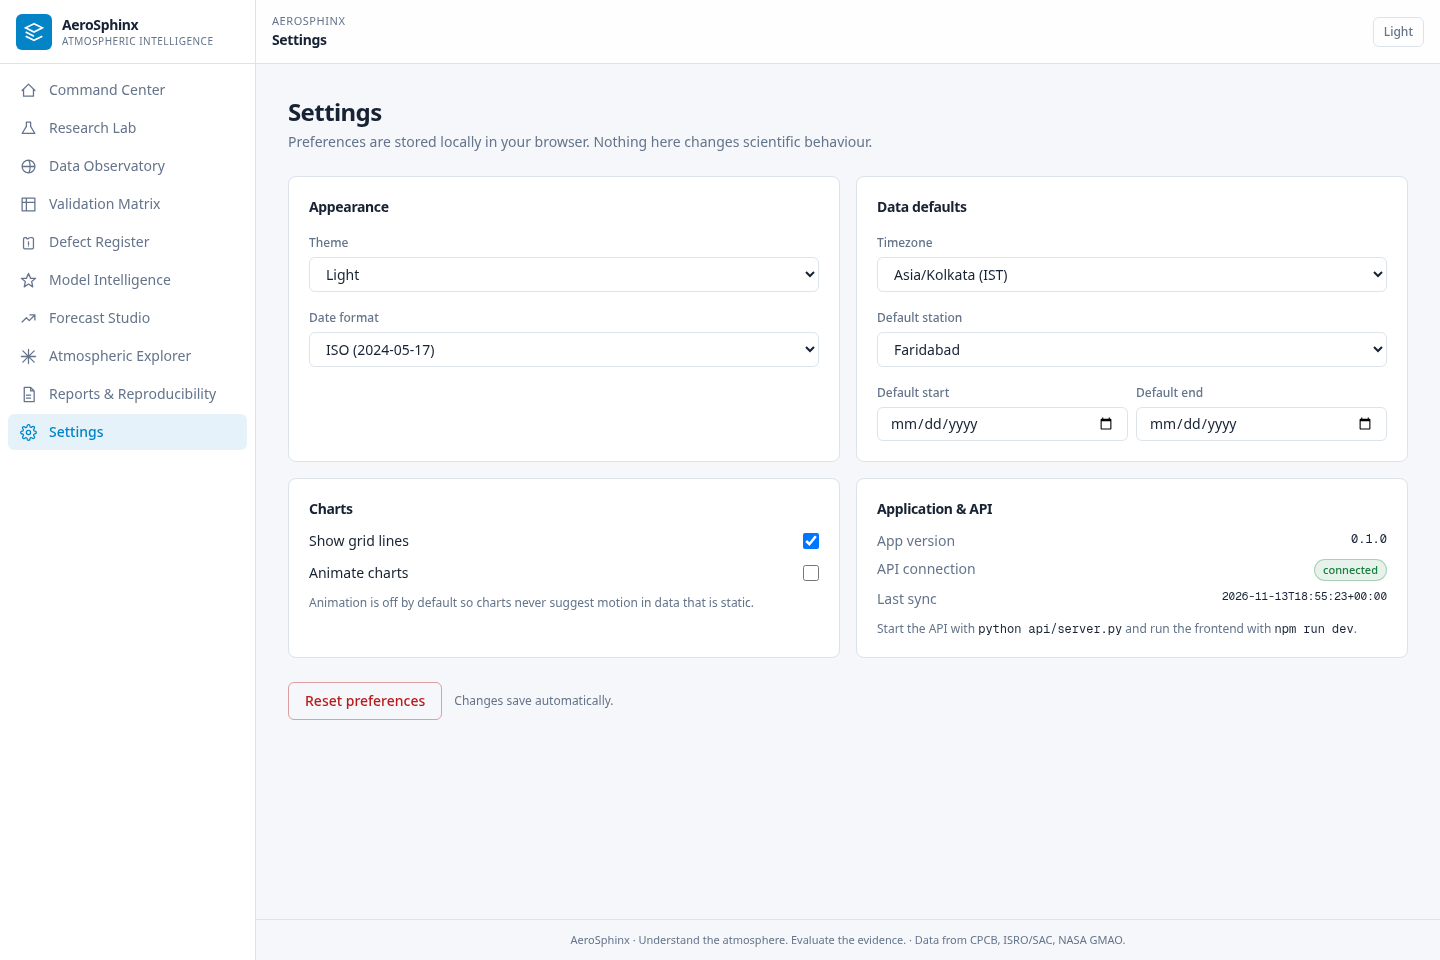 AeroSphinx
ATMOSPHERIC INTELLIGENCE
Command Center
Research Lab
Data Observatory
Validation Matrix
Defect Register
Model Intelligence
Forecast Studio
Atmospheric Explorer
Reports & Reproducibility
Settings
AEROSPHINX
Settings
Light
Settings
Preferences are stored locally in your browser. Nothing here changes scientific behaviour.
Appearance
Theme
Light
Date format
ISO (2024-05-17)
Data defaults
Timezone
Asia/Kolkata (IST)
Default station
Faridabad
Default start Default end
mm/dd/yyyy mm/dd/yyyy
Charts
Show grid lines
Animate charts
Animation is off by default so charts never suggest motion in data that is static.
Application & API
App version 0.1.0
API connection connected
Last sync 2026-11-13T18:55:23+00:00
Start the API with python api/server.py and run the frontend with npm run dev.
Reset preferences Changes save automatically.
AeroSphinx · Understand the atmosphere. Evaluate the evidence. · Data from CPCB, ISRO/SAC, NASA GMAO.